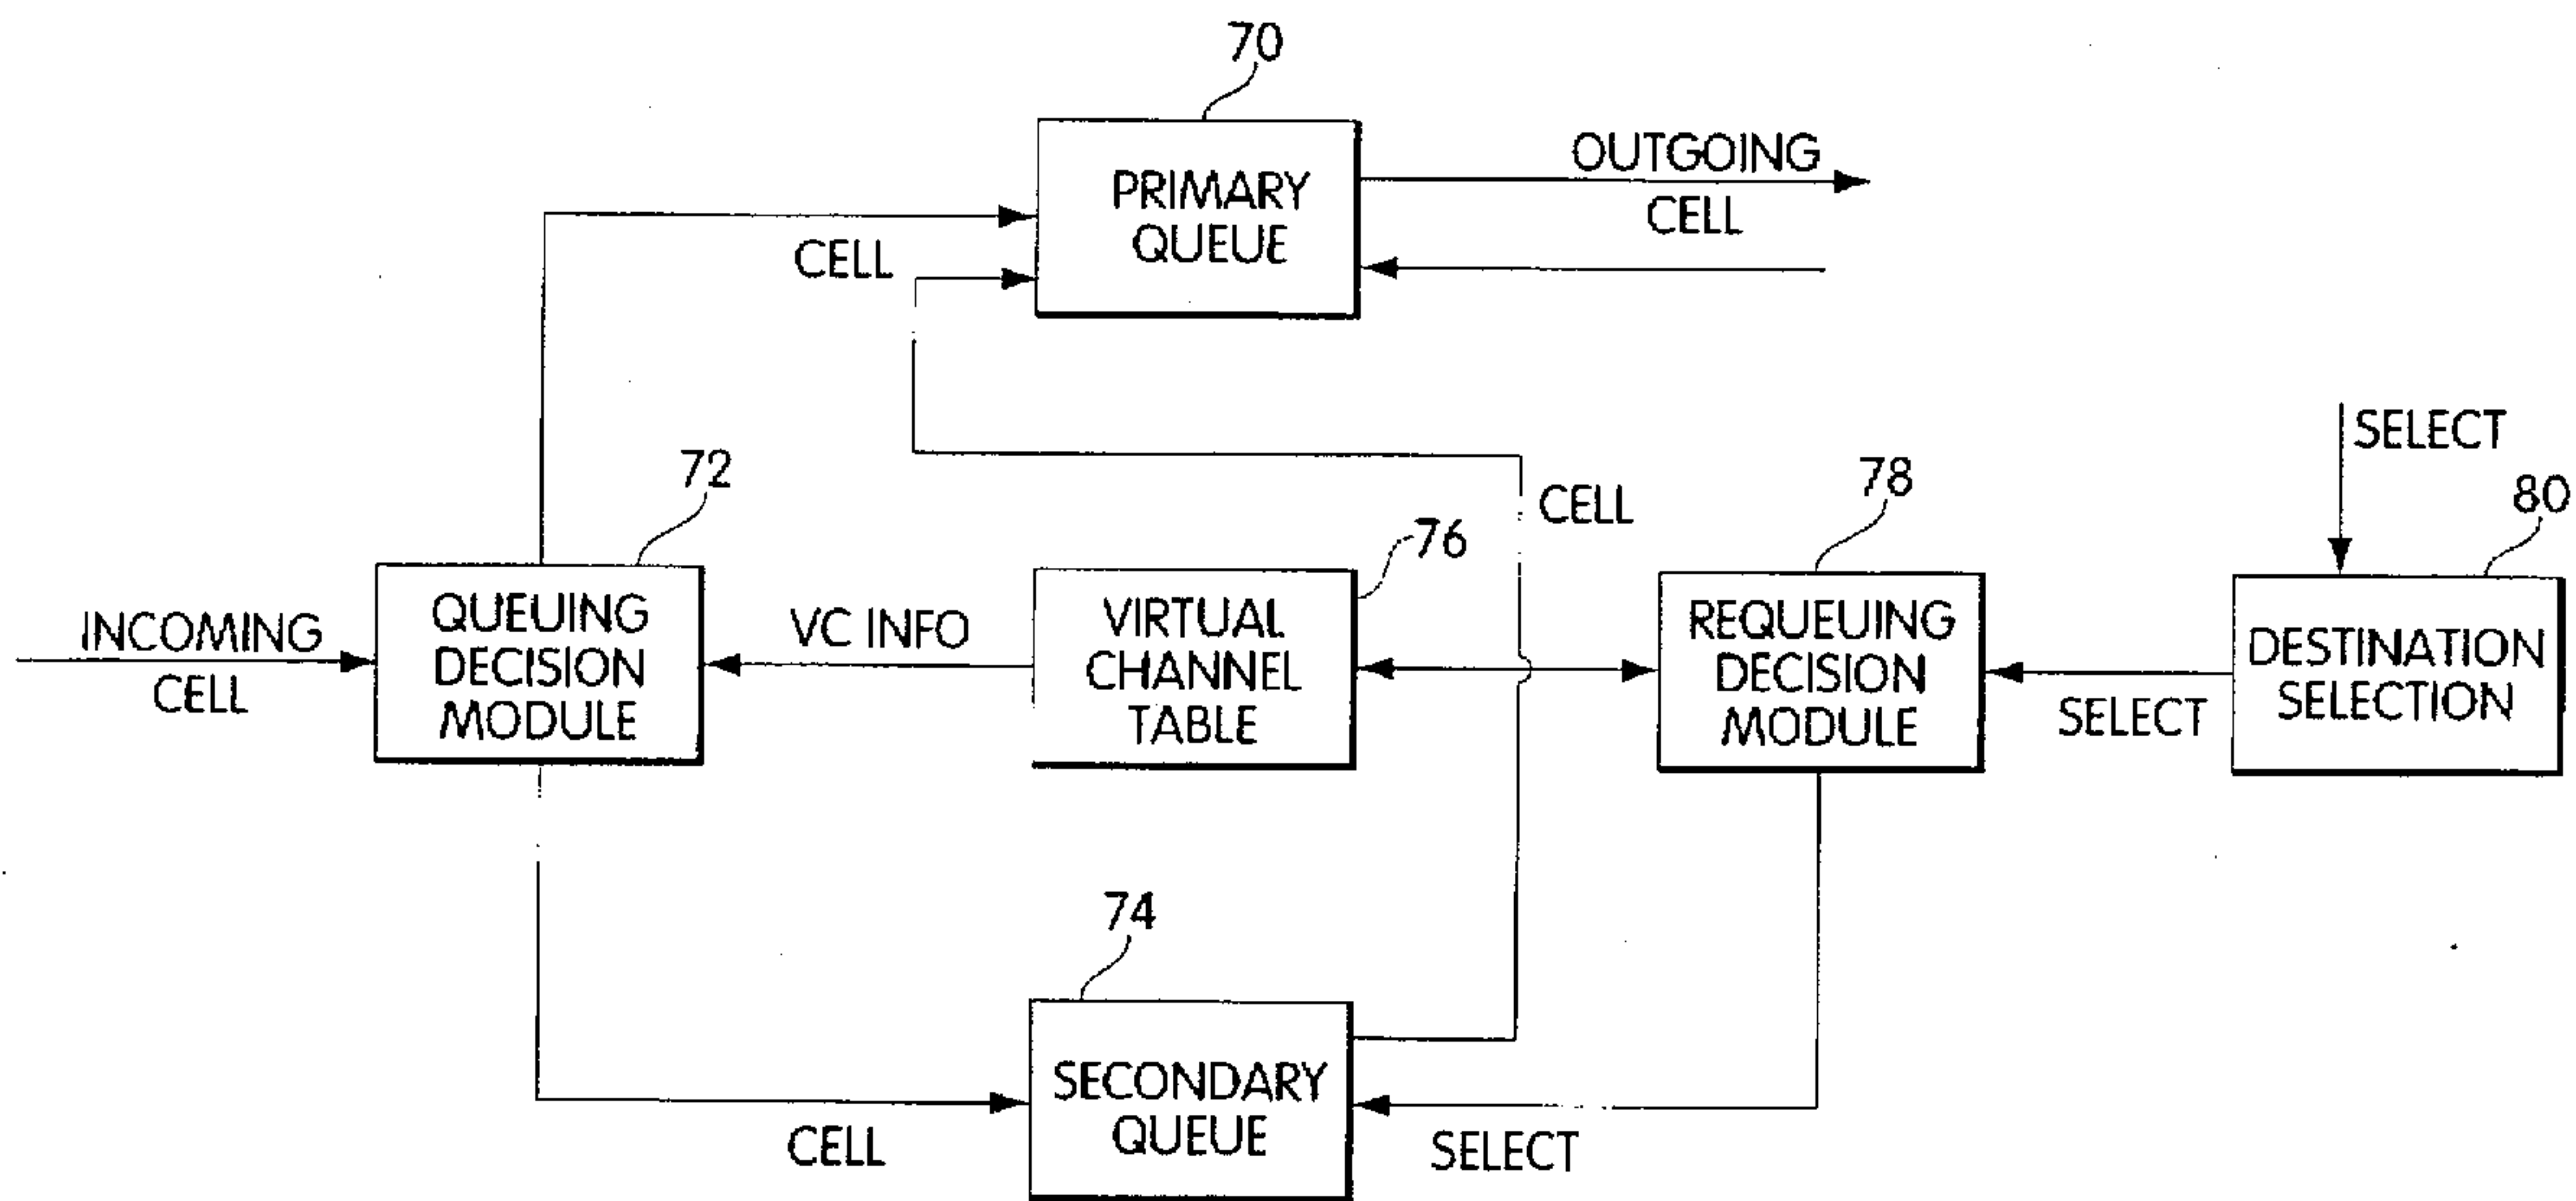 70
PRIMARY
QUEUE
OUTGOING
CELL
CELL
SELECT
72
78
80
CELL
76
INCOMING
CELL
QUEUING
DECISION
MODULE
VC INFO
VIRTUAL
CHANNEL
TABLE
REQUEUING
DECISION
MODULE
SELECT
DESTINATION
SELECTION
74
SECONDARY
QUEUE
CELL
SELECT